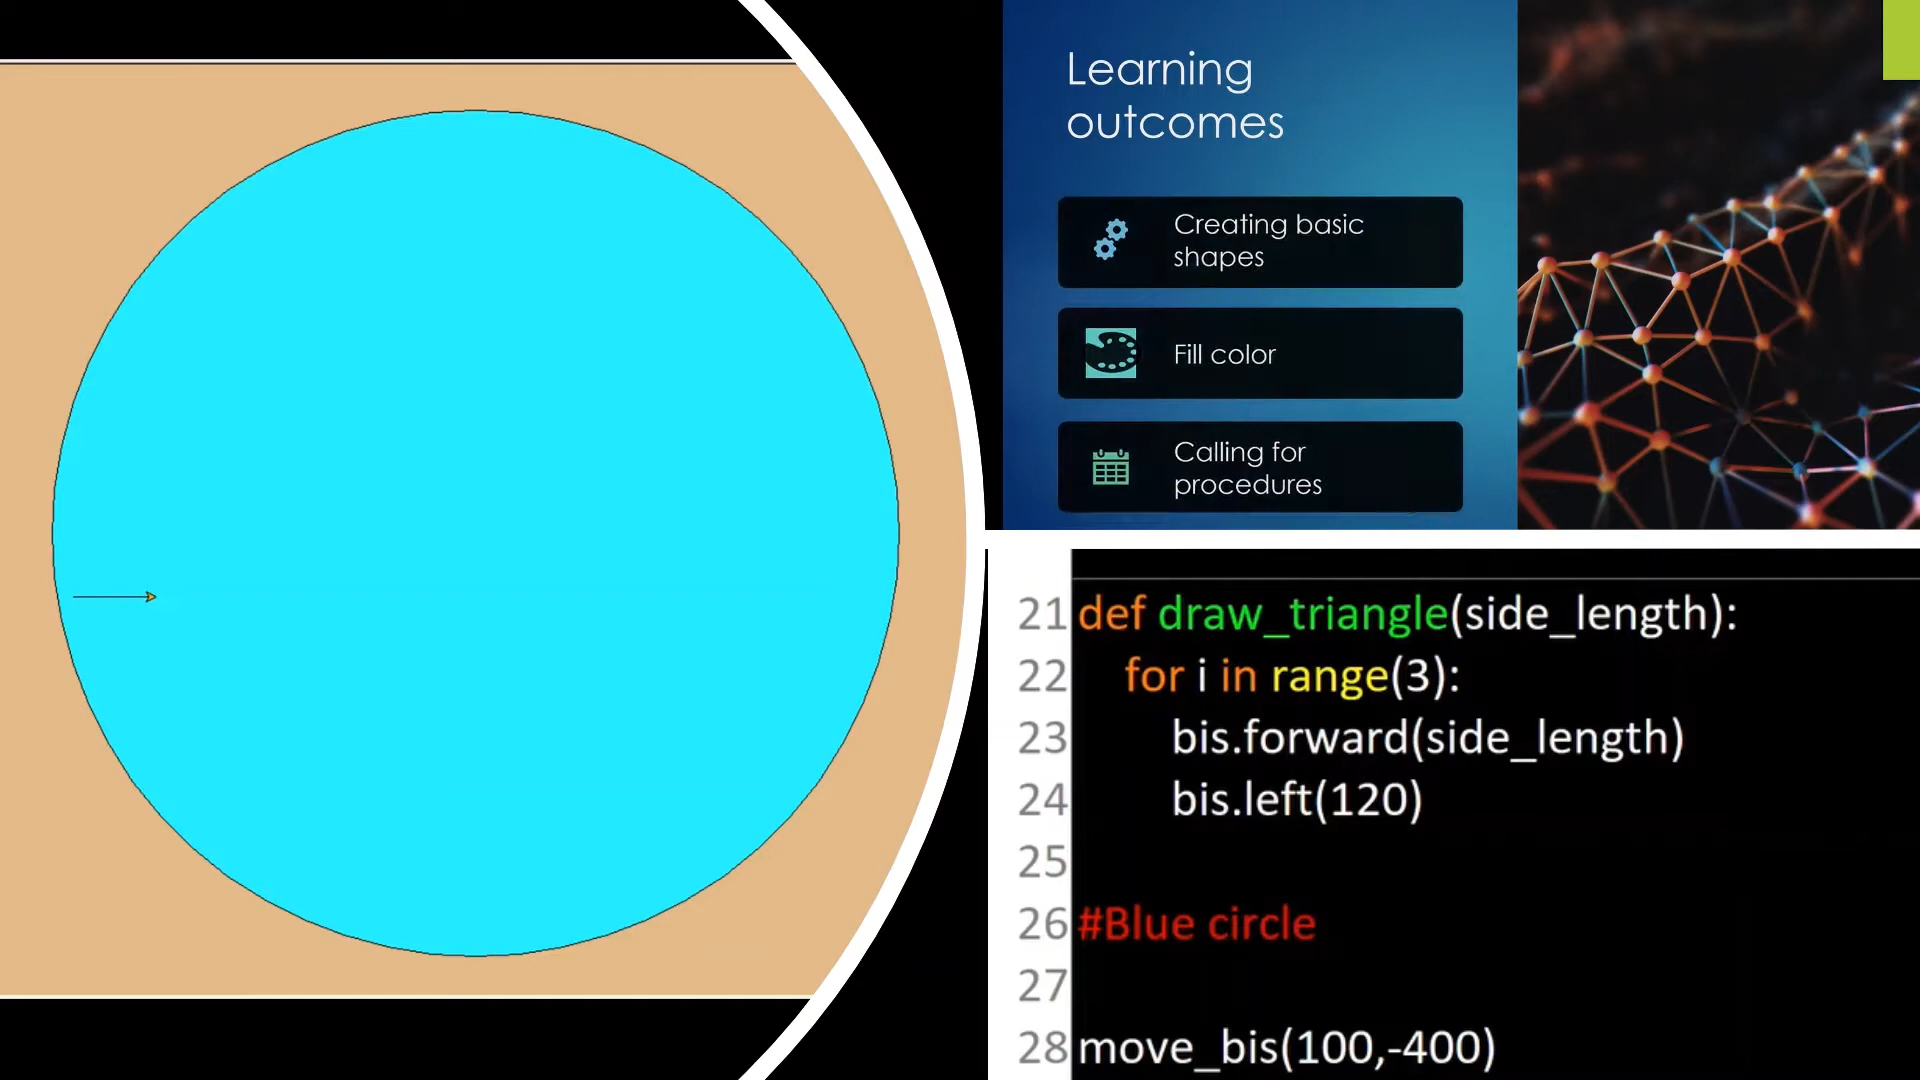 Learning
outcomes
Creating basic
shapes
Fill color
Calling for
procedures
21 def draw_triangle(side_length):
22 for i in range(3):
23 bis.forward(side_length)
24 bis.left(120)
25
26 #Blue circle
27
28 move_bis(100,-400)